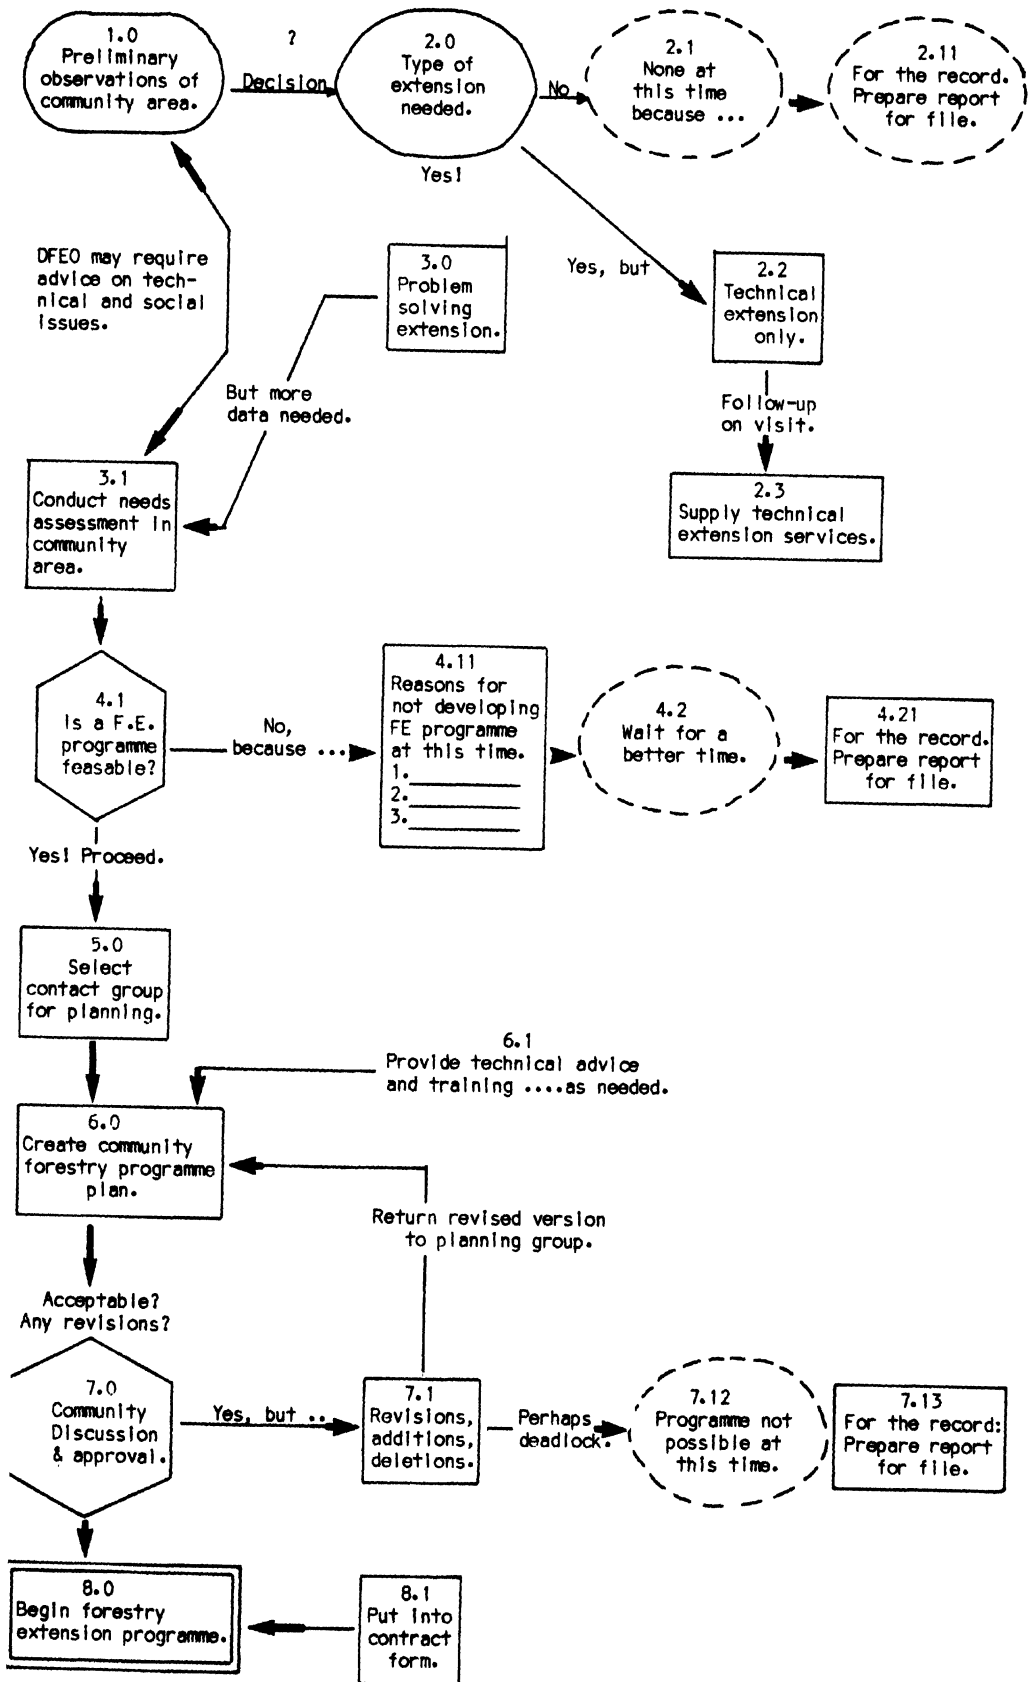 1.0
Preliminary
observations of
community area.
?
Decision
2.0
Type of
extension
needed.
Yes!
No
2.1
None at
this time
because ...
2.11
For the record.
Prepare report
for file.
DFEO may require
advice on tech-
nical and social
issues.
3.0
Problem
solving
extension.
Yes, but
2.2
Technical
extension
only.
But more
data needed.
Follow-up
on visit.
3.1
Conduct needs
assessment in
community
area.
2.3
Supply technical
extension services.
4.1
Is a F.E.
programme
feasable?
No,
because ...
4.11
Reasons for
not developing
FE programme
at this time.
1.
2.
3.
4.2
Wait for a
better time.
4.21
For the record.
Prepare report
for file.
Yes! Proceed.
5.0
Select
contact group
for planning.
6.1
Provide technical advice
and training ....as needed.
6.0
Create community
forestry programme
plan.
Return revised version
to planning group.
Acceptable?
Any revisions?
7.0
Community
Discussion
& approval.
Yes, but ..
7.1
Revisions,
additions,
deletions.
Perhaps
deadlock.
7.12
Programme not
possible at
this time.
7.13
For the record:
Prepare report
for file.
8.0
Begin forestry
extension programme.
8.1
Put into
contract
form.